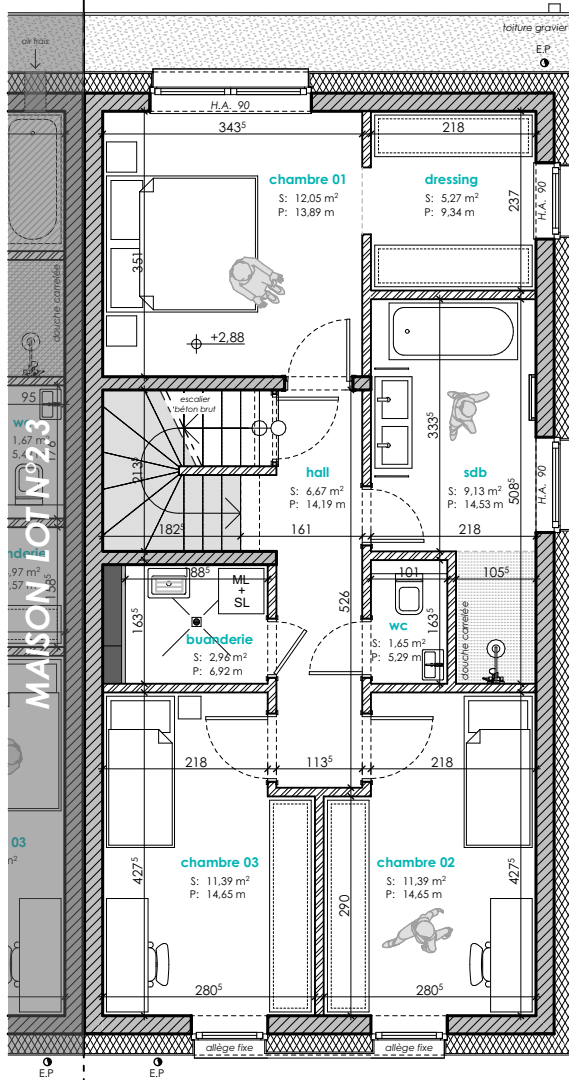 toiture gravier
E.P
air frais
H.A. 90
343⁵
218
chambre 01
S: 12,05 m²
P: 13,89 m
dressing
S: 5,27 m²
P: 9,34 m
237
H.A. 90
351
douche carrelée
+2,88
95
escalier
béton brut
wc
1,67 m²
213⁵
333⁵
hall
S: 6,67 m²
P: 14,19 m
sdb
S: 9,13 m²
P: 14,53 m
508⁵
H.A. 90
182⁵
161
218
MAISON LOT N°23
188⁵
ML
+
SL
101
105⁵
163⁵
526
163⁵
buanderie
S: 2,96 m²
P: 6,92 m
wc
S: 1,65 m²
P: 5,29 m
douche carrelée
218
113⁵
218
03
chambre 03
S: 11,39 m²
P: 14,65 m
chambre 02
S: 11,39 m²
P: 14,65 m
427⁵
290
427⁵
280⁵
280⁵
allège fixe
allège fixe
E.P
E.P